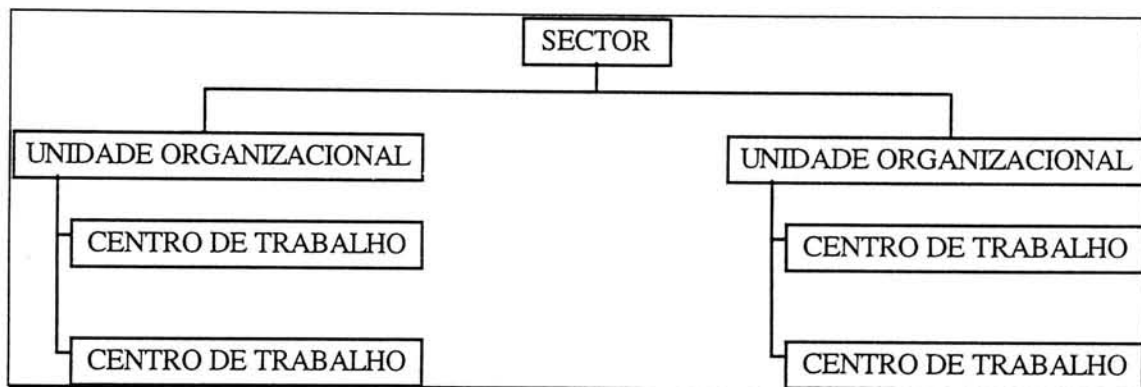 SECTOR
UNIDADE ORGANIZACIONAL
CENTRO DE TRABALHO
CENTRO DE TRABALHO
UNIDADE ORGANIZACIONAL
CENTRO DE TRABALHO
CENTRO DE TRABALHO